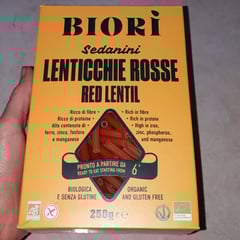 BIORÌ
Sedanini
LENTICCHIE ROSSE
RED LENTIL
Ricco di fibre
Ricco di proteine
Alto contenuto di
ferro, zinco, fosforo
e manganese
Rich in fibre
Rich in protein
High in iron,
zinc, phosphorus,
and manganese
PRONTO A PARTIRE DA
READY TO EAT STARTING FROM
6'
BIOLOGICA
E SENZA GLUTINE
ORGANIC
AND GLUTEN FREE
250g e